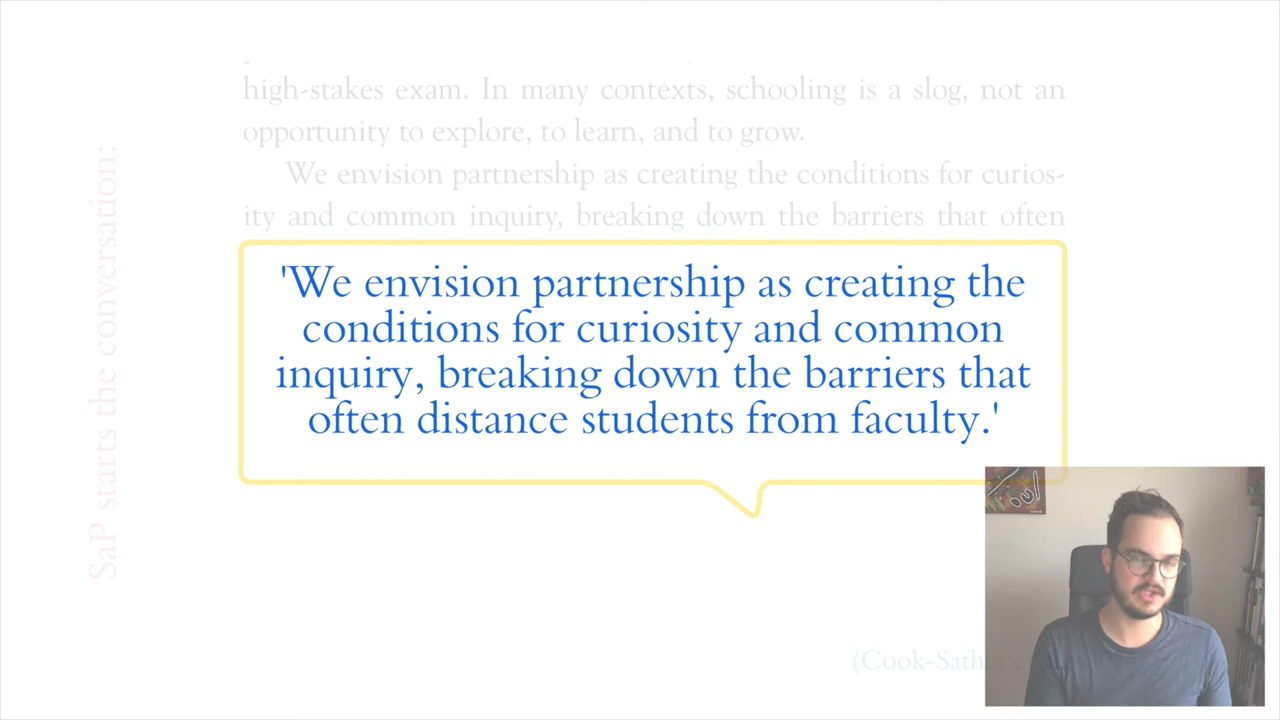 SaP starts the conversation:
high-stakes exam. In many contexts, schooling is a slog, not an
opportunity to explore, to learn, and to grow.
We envision partnership as creating the conditions for curios-
ity and common inquiry, breaking down the barriers that often
'We envision partnership as creating the
conditions for curiosity and common
inquiry, breaking down the barriers that
often distance students from faculty.'